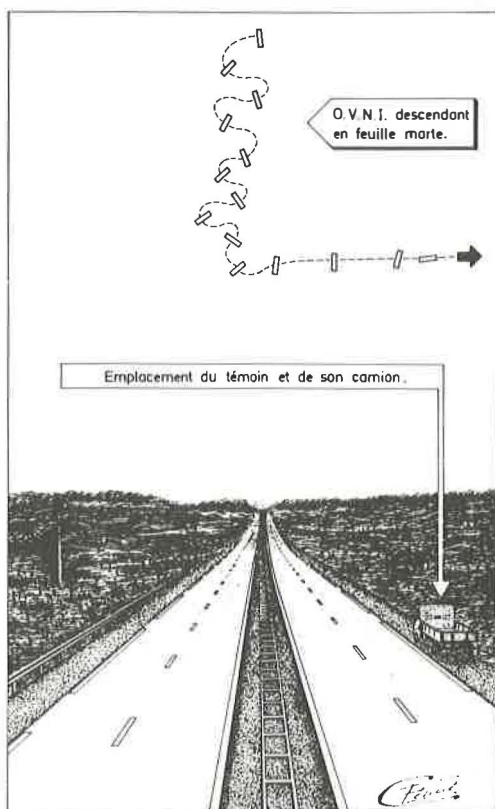 O.V.N.I. descendant
en feuille morte.
Emplacement du témoin et de son camion.